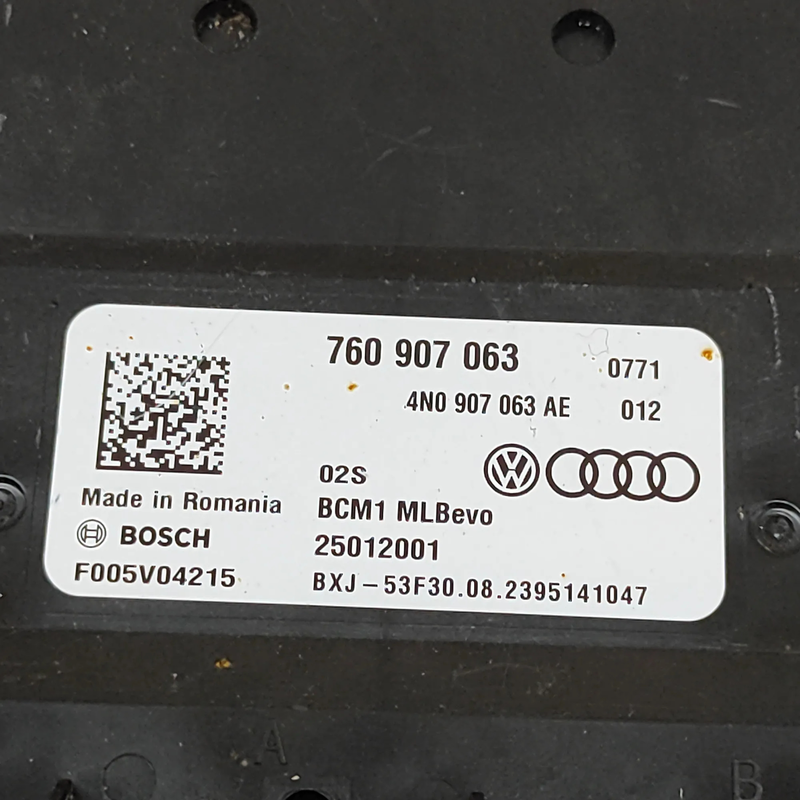 760 907 063 0771
4N0 907 063 AE 012
02S
Made in Romania BCM1 MLBevo
BOSCH 25012001
F005V04215 BXJ-53F30.08.2395141047
A B